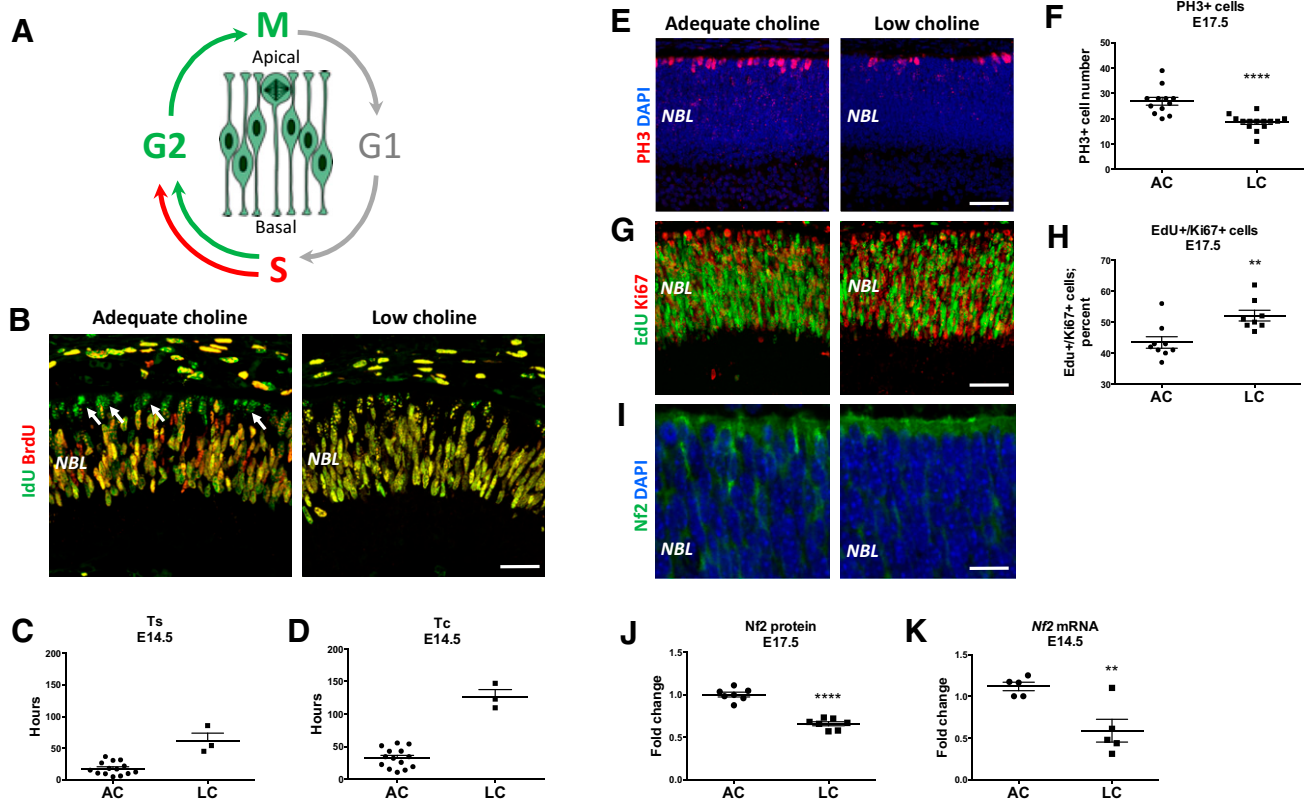 A
M
Apical
G2
G1
Basal
S
B
Adequate choline
Low choline
IdU BrdU
NBL
NBL
C
Ts
E14.5
Hours
200
150
100
50
0
AC
LC
D
Tc
E14.5
Hours
200
150
100
50
0
AC
LC
E
Adequate choline
Low choline
PH3 DAPI
NBL
NBL
F
PH3+ cells
E17.5
PH3+ cell number
50
40
30
20
10
0
****
AC
LC
G
EdU Ki67
NBL
NBL
H
EdU+/Ki67+ cells
E17.5
Edu+/Ki67+ cells;
percent
70
60
50
40
30
**
AC
LC
I
Nf2 DAPI
NBL
NBL
J
Nf2 protein
E17.5
Fold change
1.5
1.0
0.5
0.0
****
AC
LC
K
Nf2 mRNA
E14.5
Fold change
1.5
1.0
0.5
0.0
**
AC
LC